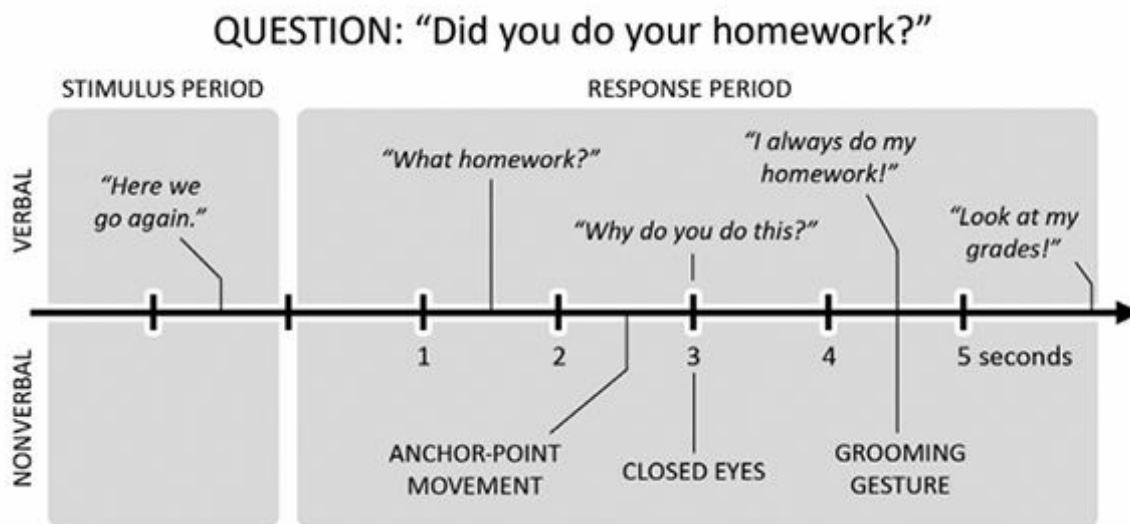 QUESTION: “Did you do your homework?”
STIMULUS PERIOD
RESPONSE PERIOD
VERBAL
“Here we
go again.”
“What homework?”
“Why do you do this?”
“I always do my
homework!”
“Look at my
grades!”
1
2
3
4
5 seconds
NONVERBAL
ANCHOR-POINT
MOVEMENT
CLOSED EYES
GROOMING
GESTURE